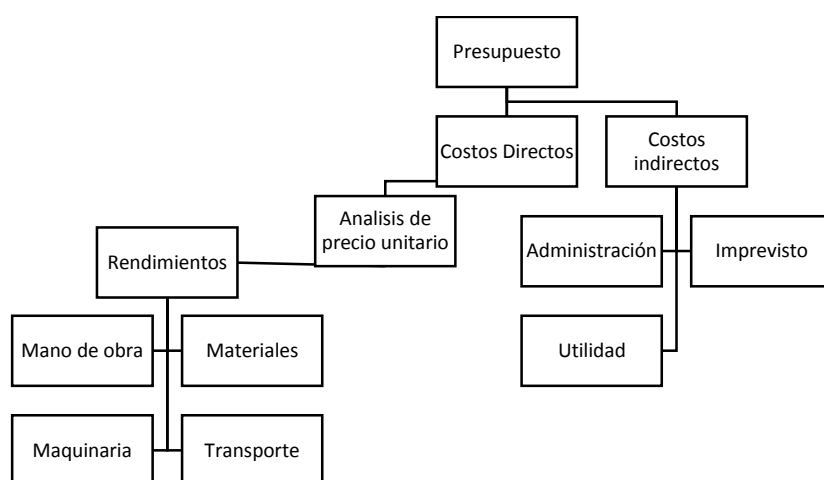 Presupuesto
Costos Directos
Costos
indirectos
Analisis de
precio unitario
Rendimientos
Administración
Imprevisto
Mano de obra
Materiales
Utilidad
Maquinaria
Transporte